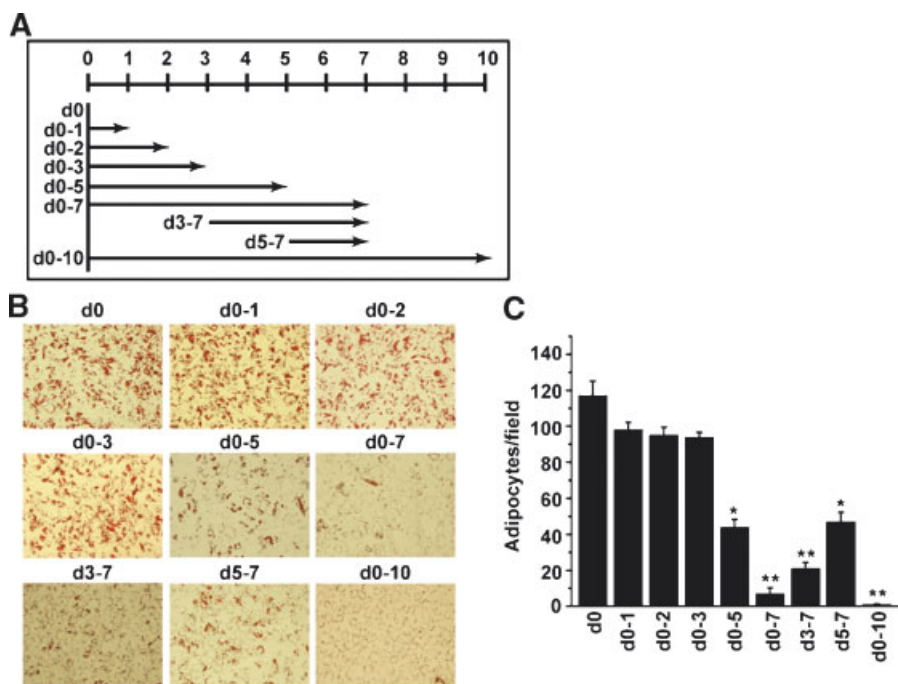 A
0 1 2 3 4 5 6 7 8 9 10
d0
d0-1
d0-2
d0-3
d0-5
d0-7
d3-7
d5-7
d0-10
B
d0 d0-1 d0-2
d0-3 d0-5 d0-7
d3-7 d5-7 d0-10
C
Adipocytes/field
140
120
100
80
60
40
20
0
* ** ** * **
d0 d0-1 d0-2 d0-3 d0-5 d0-7 d3-7 d5-7 d0-10